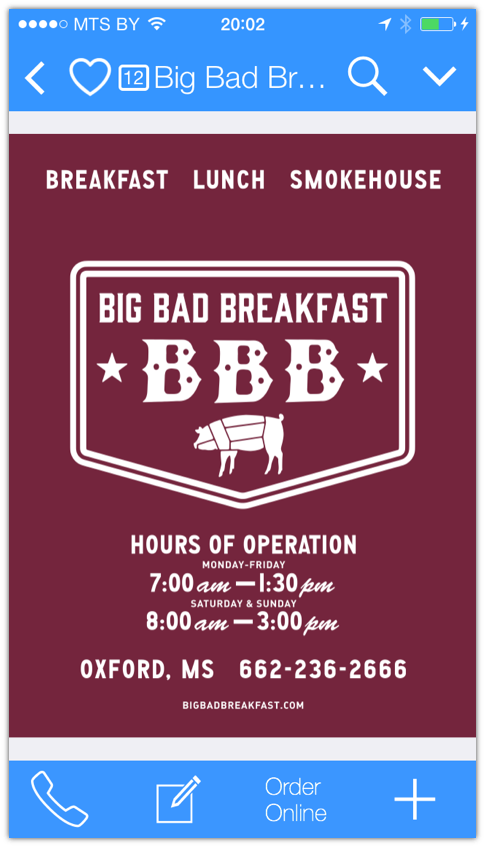 MTS BY 20:02
12 Big Bad Br...
BREAKFAST LUNCH SMOKEHOUSE
BIG BAD BREAKFAST
BBB
HOURS OF OPERATION
MONDAY-FRIDAY
7:00 am — 1:30 pm
SATURDAY & SUNDAY
8:00 am — 3:00 pm
OXFORD, MS 662-236-2666
BIGBADBREAKFAST.COM
Order
Online